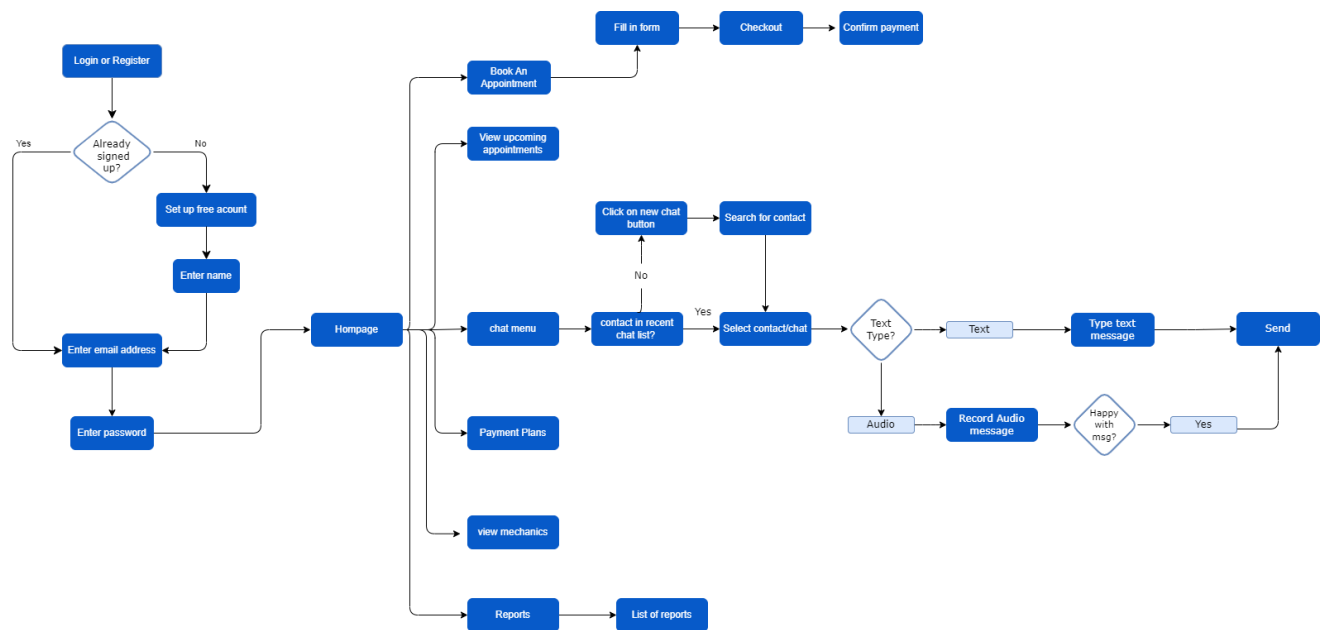 Fill in form
Checkout
Confirm payment
Login or Register
Book An
Appointment
Yes
Already
signed
up?
No
View upcoming
appointments
Set up free acount
Click on new chat
button
Search for contact
Enter name
No
Hompage
chat menu
contact in recent
chat list?
Yes
Select contact/chat
Text
Type?
Text
Type text
message
Send
Enter email address
Enter password
Payment Plans
Audio
Record Audio
message
Happy
with
msg?
Yes
view mechanics
Reports
List of reports